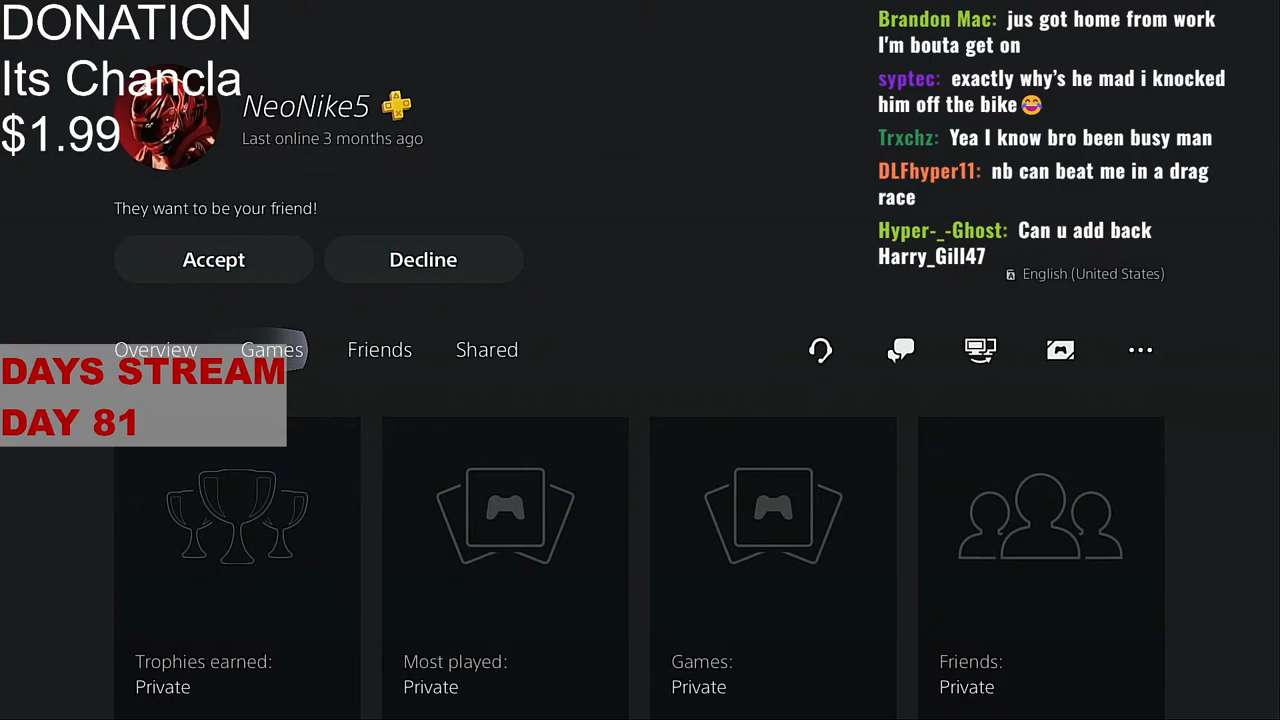 DONATION
Its Chancla
$1.99
NeoNike5
Last online 3 months ago
They want to be your friend!
Accept
Decline
Brandon Mac: jus got home from work
I'm bouta get on
syptec: exactly why's he mad i knocked
him off the bike😂
Trxchz: Yea I know bro been busy man
DLFhyper11: nb can beat me in a drag
race
Hyper-_-Ghost: Can u add back
Harry_Gill47
English (United States)
Overview
Games
Friends
Shared
DAYS STREAM
DAY 81
Trophies earned:
Private
Most played:
Private
Games:
Private
Friends:
Private